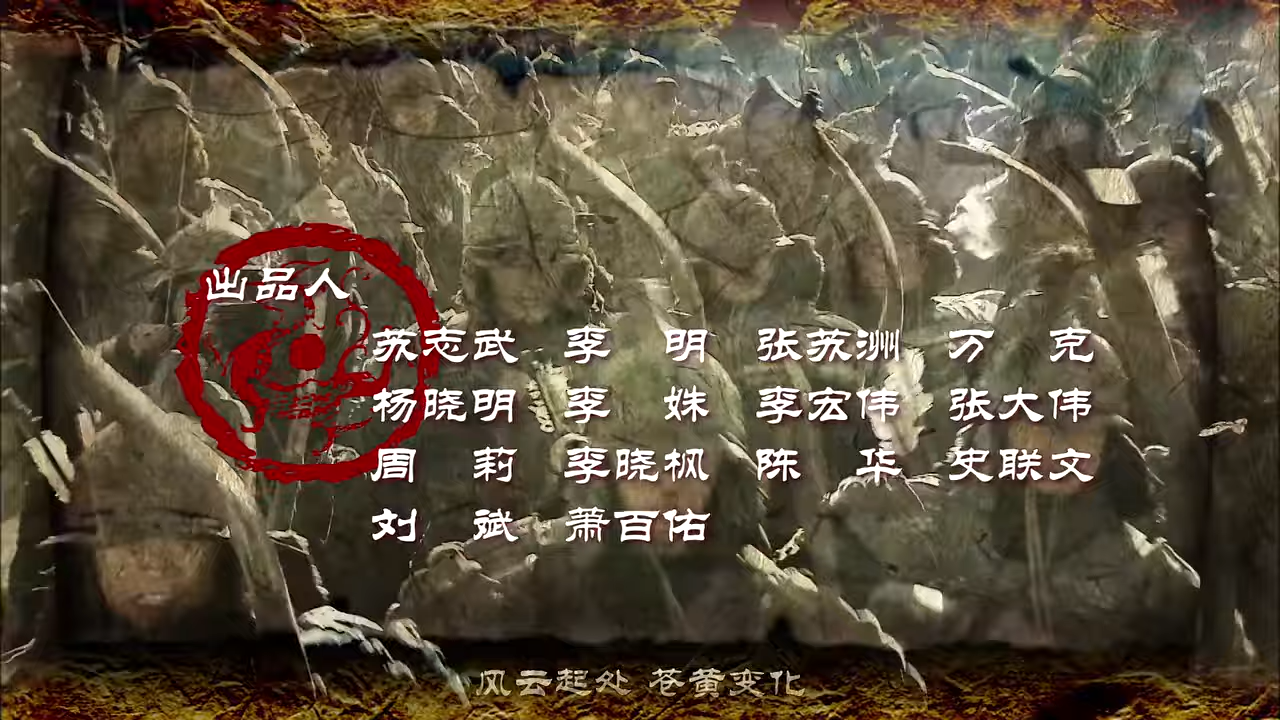 出品人
苏志武 李明 张苏洲 万克
杨晓明 李姝 李宏伟 张大伟
周莉 李晓枫 陈华 史联文
刘斌 萧百佑
风云起处 苍黄变化